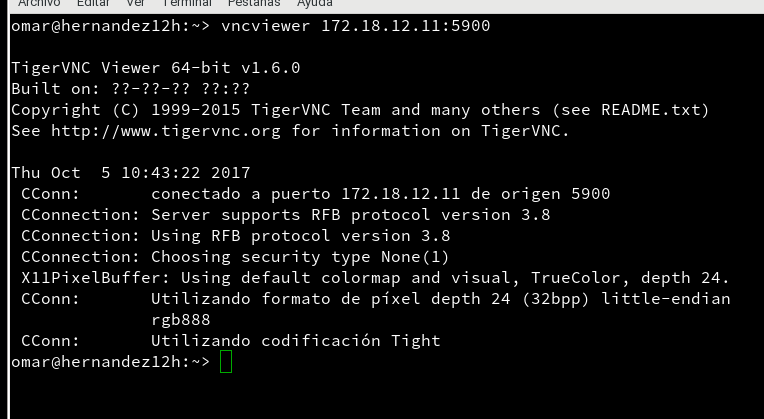 Archivo Editar Ver Terminal Pestañas Ayuda
omar@hernandez12h:~> vncviewer 172.18.12.11:5900
TigerVNC Viewer 64-bit v1.6.0
Built on: ??-??-?? ??:??
Copyright (C) 1999-2015 TigerVNC Team and many others (see README.txt)
See http://www.tigervnc.org for information on TigerVNC.
Thu Oct  5 10:43:22 2017
 CConn:       conectado a puerto 172.18.12.11 de origen 5900
 CConnection: Server supports RFB protocol version 3.8
 CConnection: Using RFB protocol version 3.8
 CConnection: Choosing security type None(1)
 X11PixelBuffer: Using default colormap and visual, TrueColor, depth 24.
 CConn:       Utilizando formato de píxel depth 24 (32bpp) little-endian
              rgb888
 CConn:       Utilizando codificación Tight
omar@hernandez12h:~>